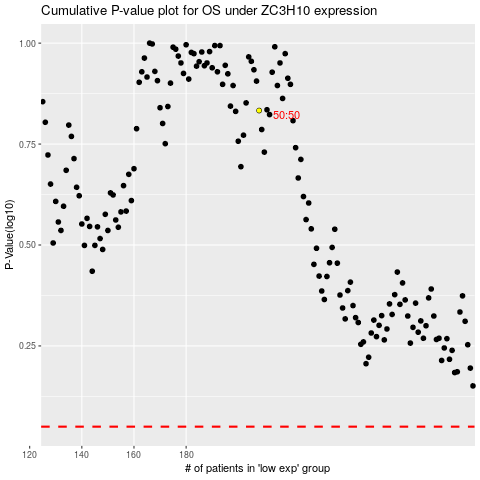 Cumulative P-value plot for OS under ZC3H10 expression
P-Value(log10)
1.00
0.75
0.50
0.25
50:50
120 140 160 180
# of patients in 'low exp' group